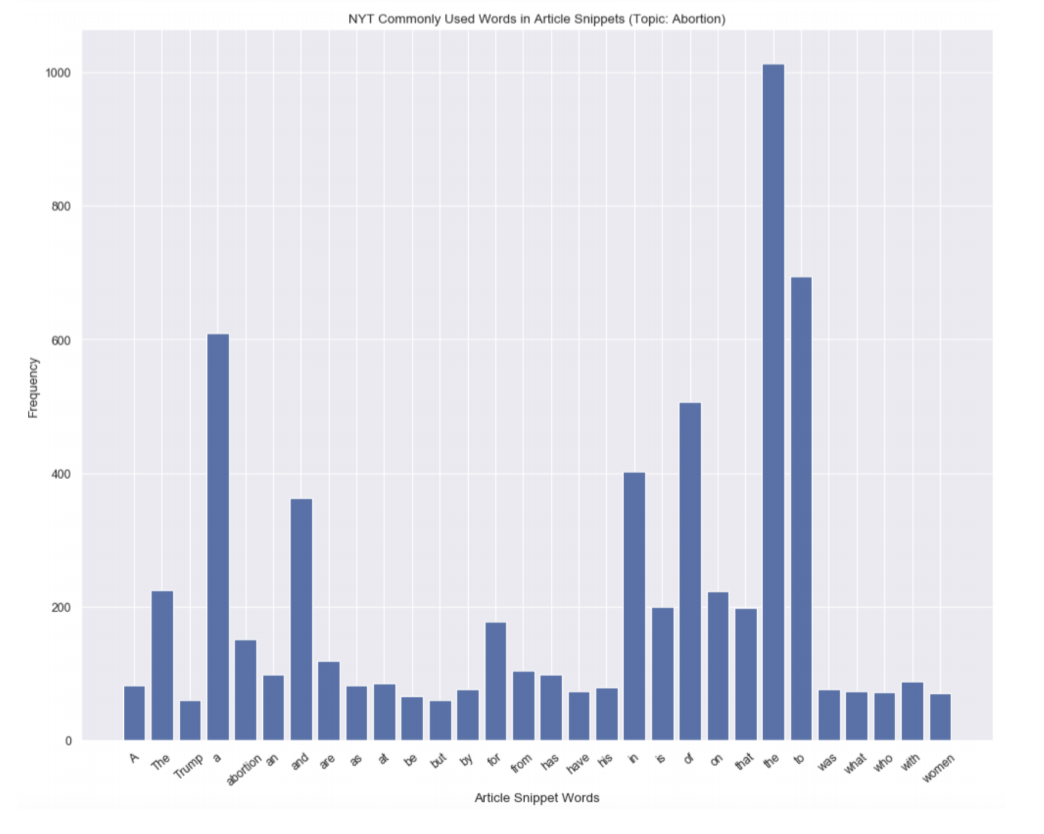 NYT Commonly Used Words in Article Snippets (Topic: Abortion)
1000
800
600
400
200
0
Frequency
A The Trump a abortion an and are as at be but by for from has have his in is of on that the to was what who with women
Article Snippet Words